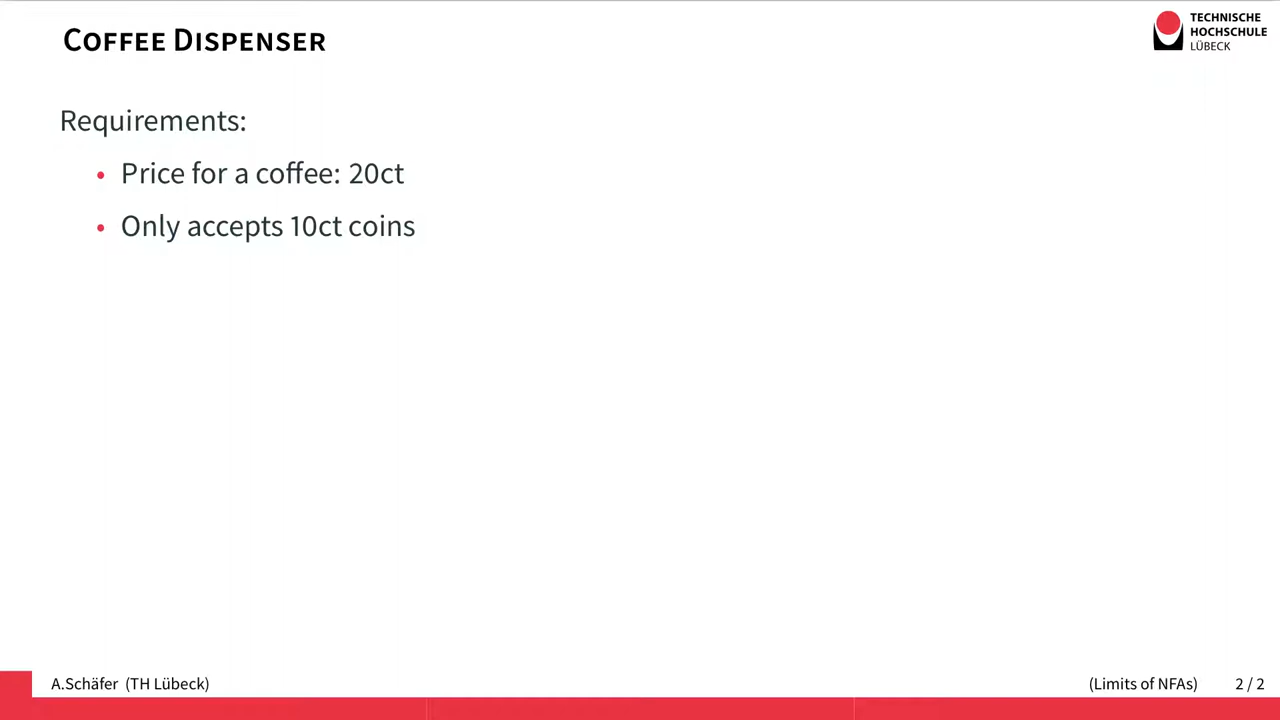 COFFEE DISPENSER
TECHNISCHE
HOCHSCHULE
LÜBECK
Requirements:
• Price for a coffee: 20ct
• Only accepts 10ct coins
A.Schäfer (TH Lübeck)
(Limits of NFAs) 2 / 2